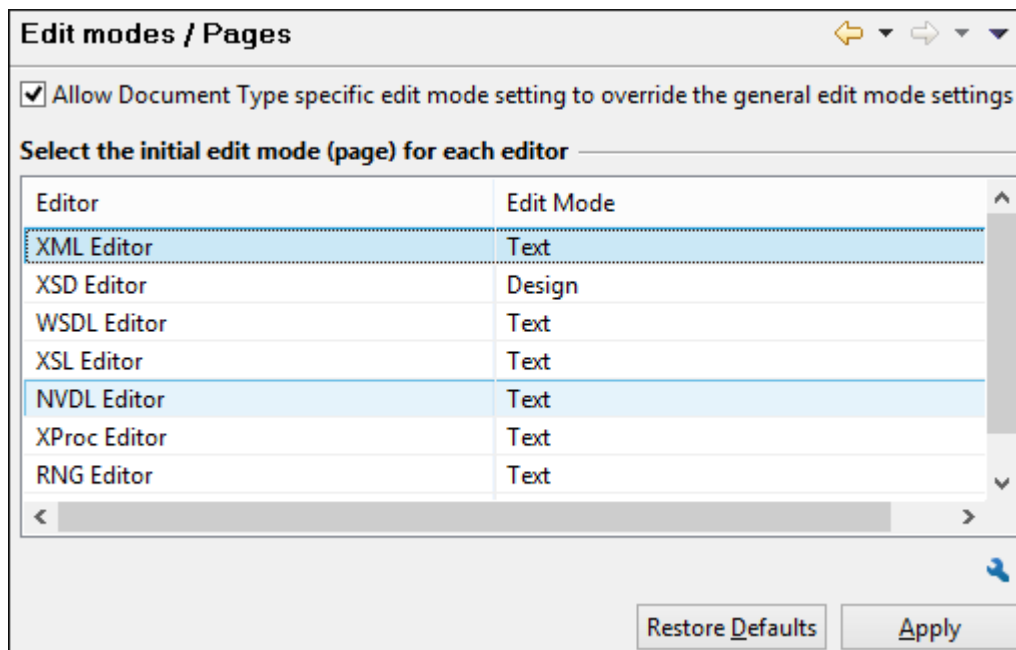 Edit modes / Pages
Allow Document Type specific edit mode setting to override the general edit mode settings
Select the initial edit mode (page) for each editor
Editor Edit Mode
XML Editor Text
XSD Editor Design
WSDL Editor Text
XSL Editor Text
NVDL Editor Text
XProc Editor Text
RNG Editor Text
Restore Defaults Apply